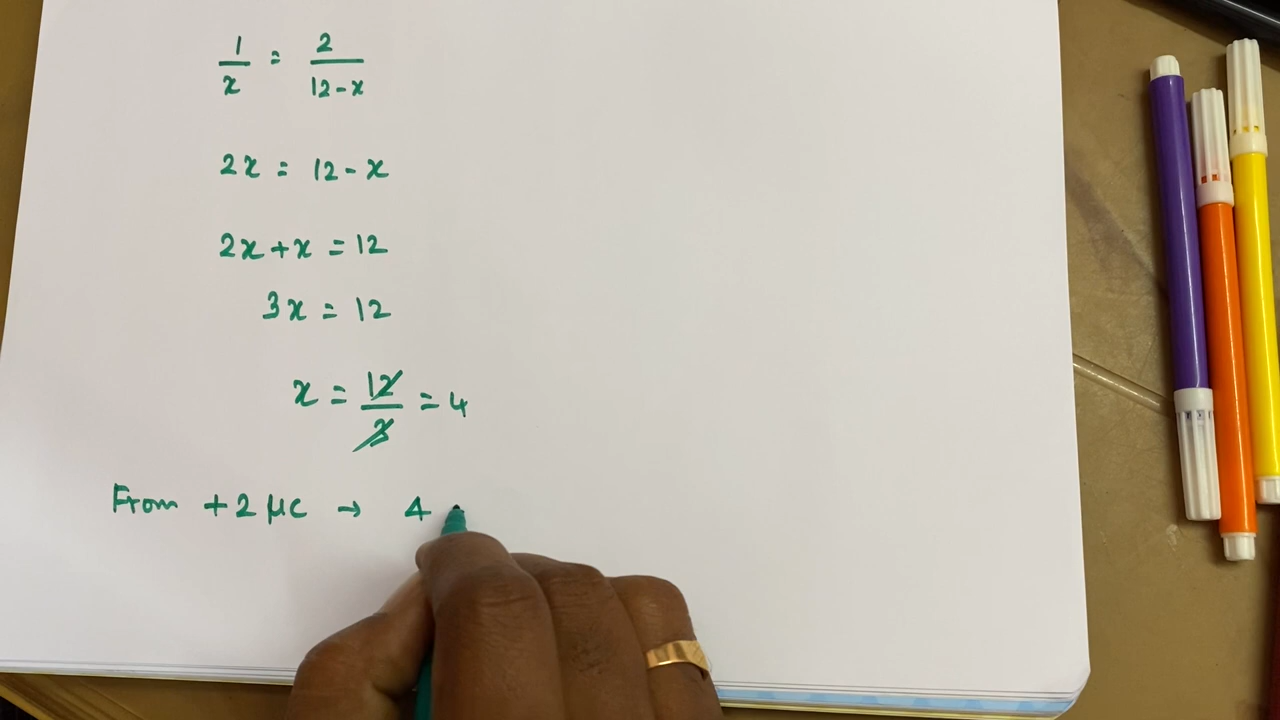 1/x = 2/12-x
2x = 12-x
2x+x = 12
3x = 12
x = 12/3 = 4
From +2 μc → 4